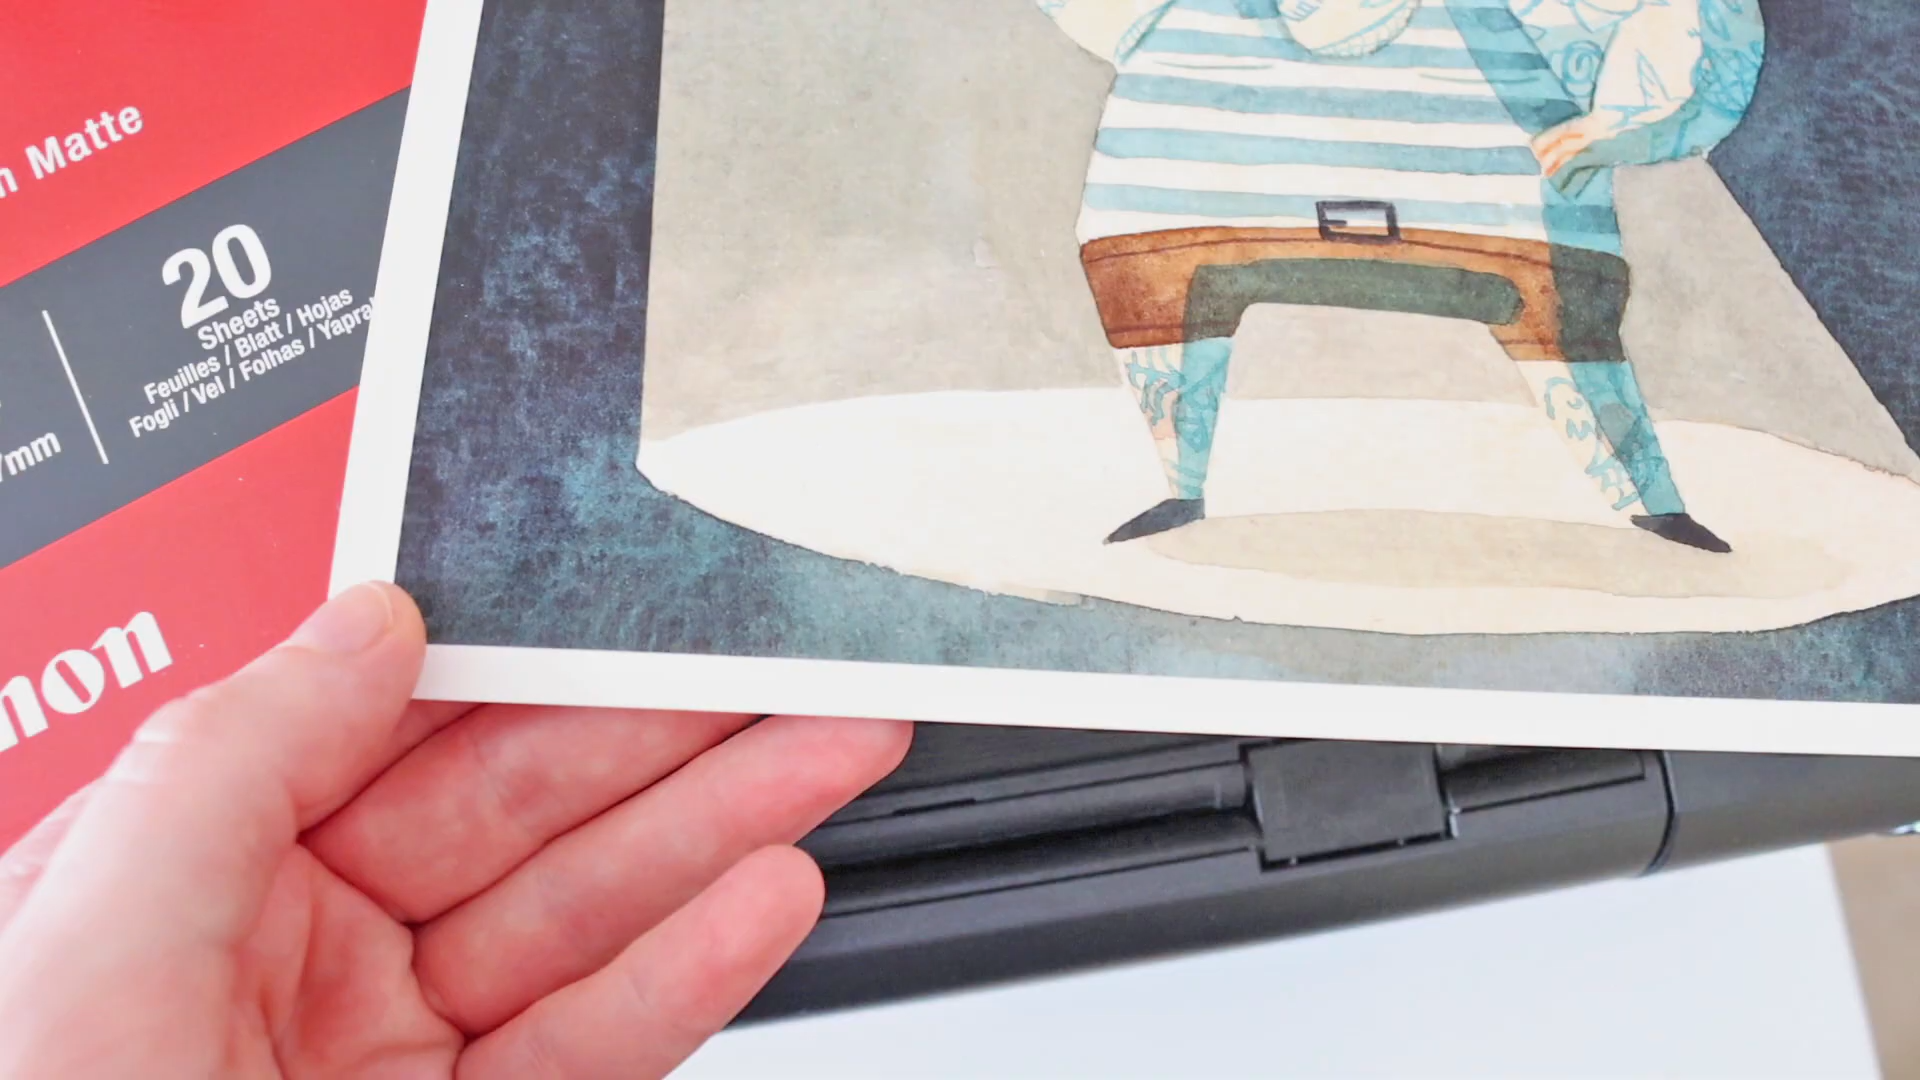 n Matte
20
Sheets
Feuilles / Blatt / Hojas
Fogli / Vel / Folhas / Yapra
/mm
non